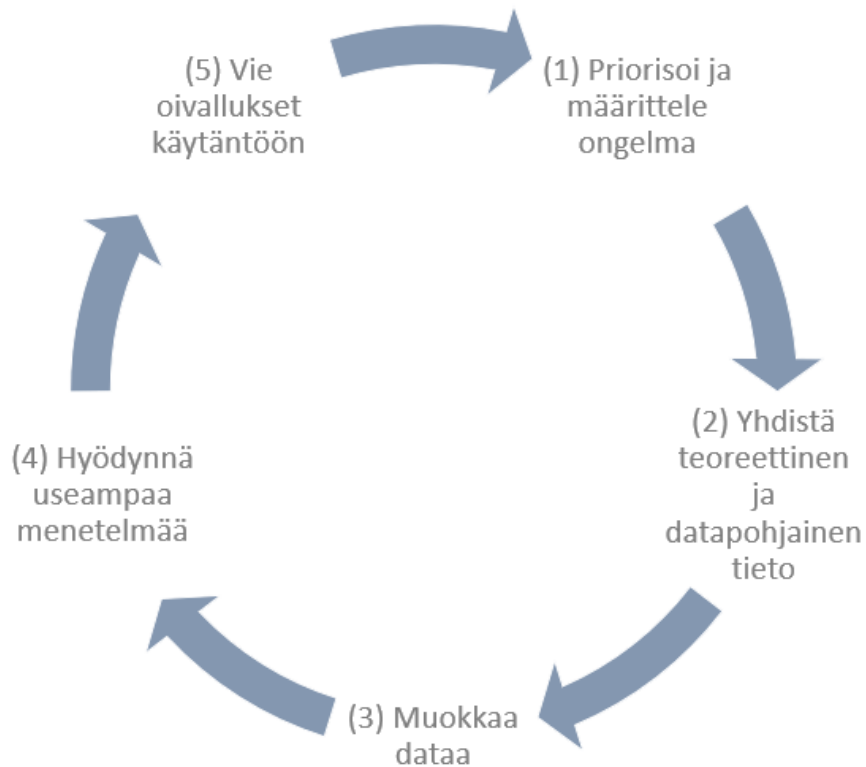 (1) Priorisoi ja
määrittele
ongelma
(2) Yhdistä
teoreettinen
ja
datapohjainen
tieto
(3) Muokkaa
dataa
(4) Hyödynnä
useampaa
menetelmää
(5) Vie
oivallukset
käytäntöön